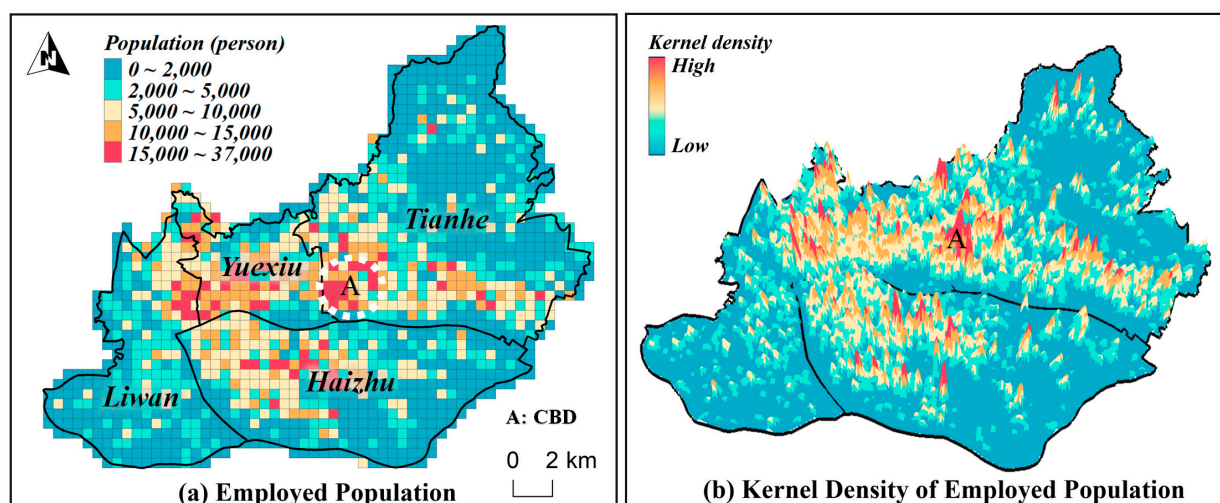 N
Population (person)
0 ~ 2,000
2,000 ~ 5,000
5,000 ~ 10,000
10,000 ~ 15,000
15,000 ~ 37,000
Tianhe
Yuexiu
A
Haizhu
Liwan
A: CBD
0 2 km
(a) Employed Population
Kernel density
High
Low
A
(b) Kernel Density of Employed Population